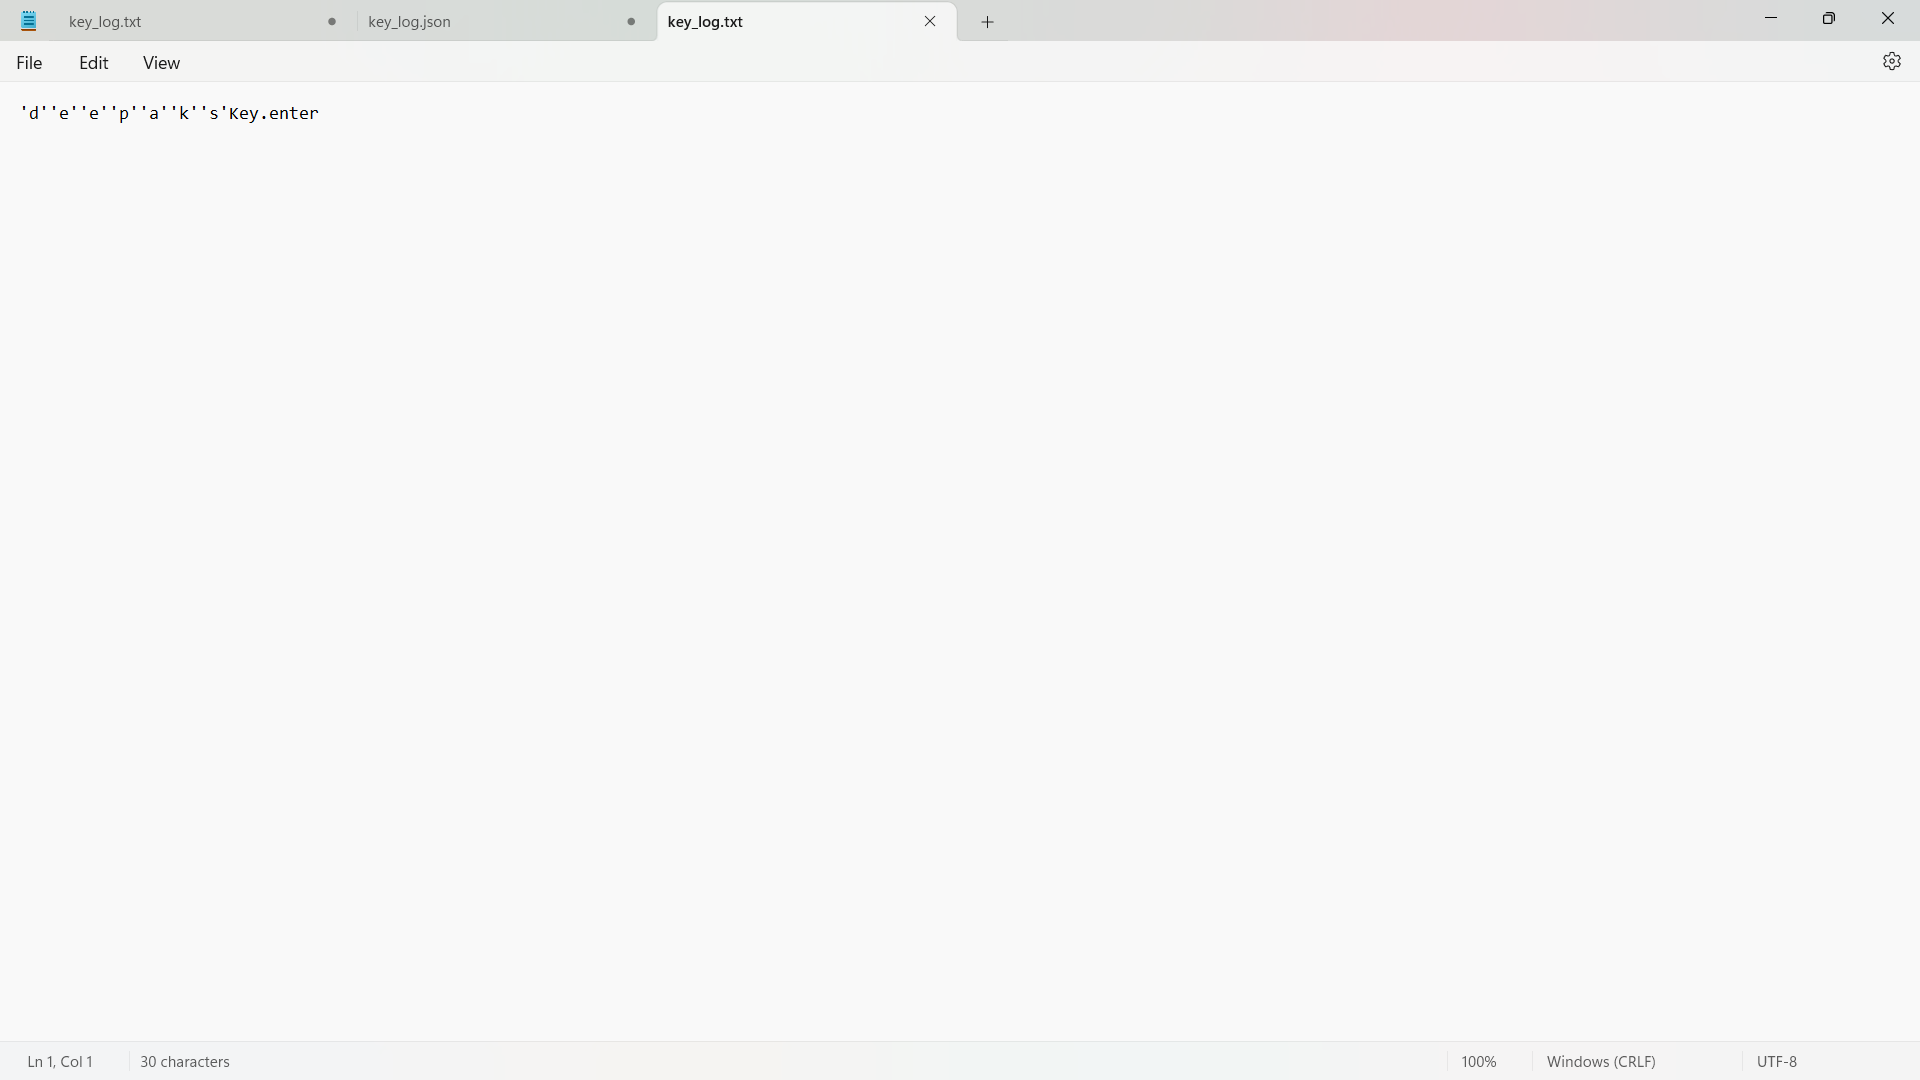 key_log.txt key_log.json key_log.txt
File Edit View
'd''e''e''p''a''k''s'Key.enter
Ln 1, Col 1 30 characters 100% Windows (CRLF) UTF-8